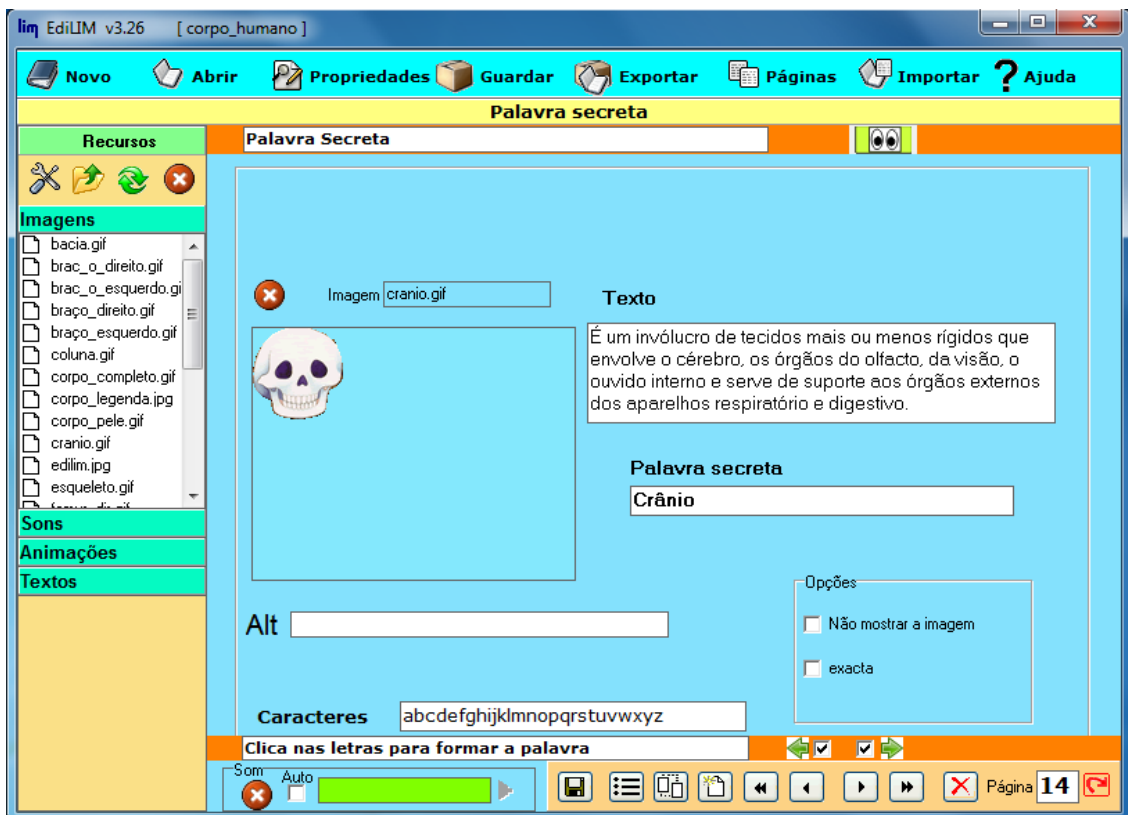 lim EdiLIM v3.26 [ corpo_humano ]
Novo Abrir Propriedades Guardar Exportar Páginas Importar ? Ajuda
Palavra secreta
Recursos
Palavra Secreta
Imagens
bacia.gif
brac_o_direito.gif
brac_o_esquerdo.gi
braço_direito.gif
braço_esquerdo.gif
coluna.gif
corpo_completo.gif
corpo_legenda.jpg
corpo_pele.gif
cranio.gif
edilim.jpg
esqueleto.gif
Sons
Animações
Textos
Imagem cranio.gif
Texto
É um invólucro de tecidos mais ou menos rígidos que
envolve o cérebro, os órgãos do olfacto, da visão, o
ouvido interno e serve de suporte aos órgãos externos
dos aparelhos respiratório e digestivo.
Palavra secreta
Crânio
Opções
Não mostrar a imagem
exacta
Alt
Caracteres abcdefghijklmnopqrstuvwxyz
Clica nas letras para formar a palavra
Som
Auto
Página 14